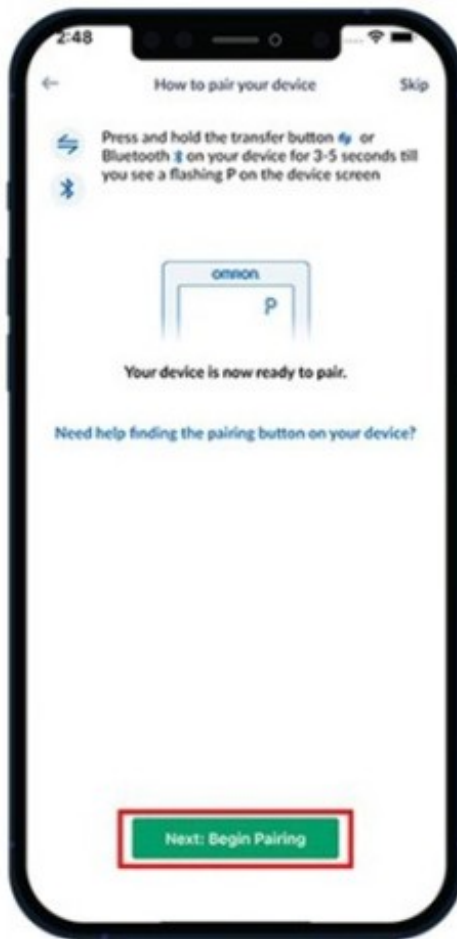 2:48
How to pair your device
Skip
Press and hold the transfer button or
Bluetooth on your device for 3-5 seconds till
you see a flashing P on the device screen
OMRON
P
Your device is now ready to pair.
Need help finding the pairing button on your device?
Next: Begin Pairing